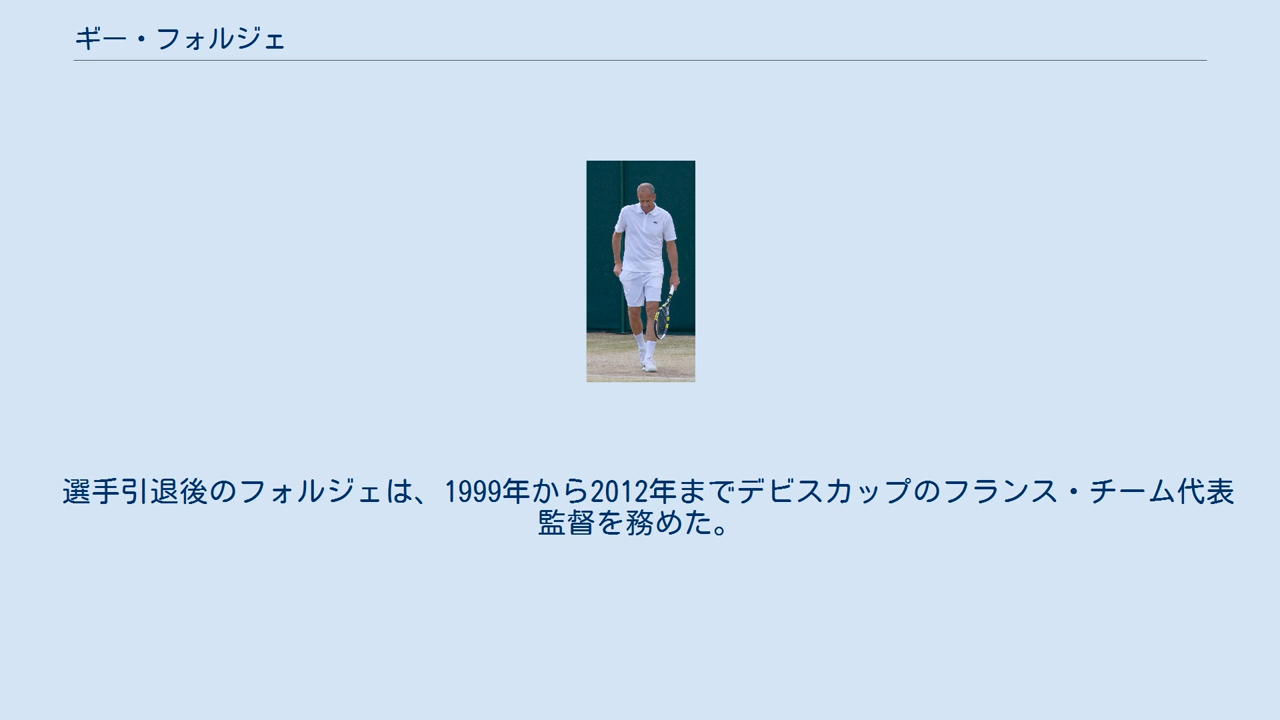 ギー・フォルジェ
選手引退後のフォルジェは、1999年から2012年までデビスカップのフランス・チーム代表
監督を務めた。